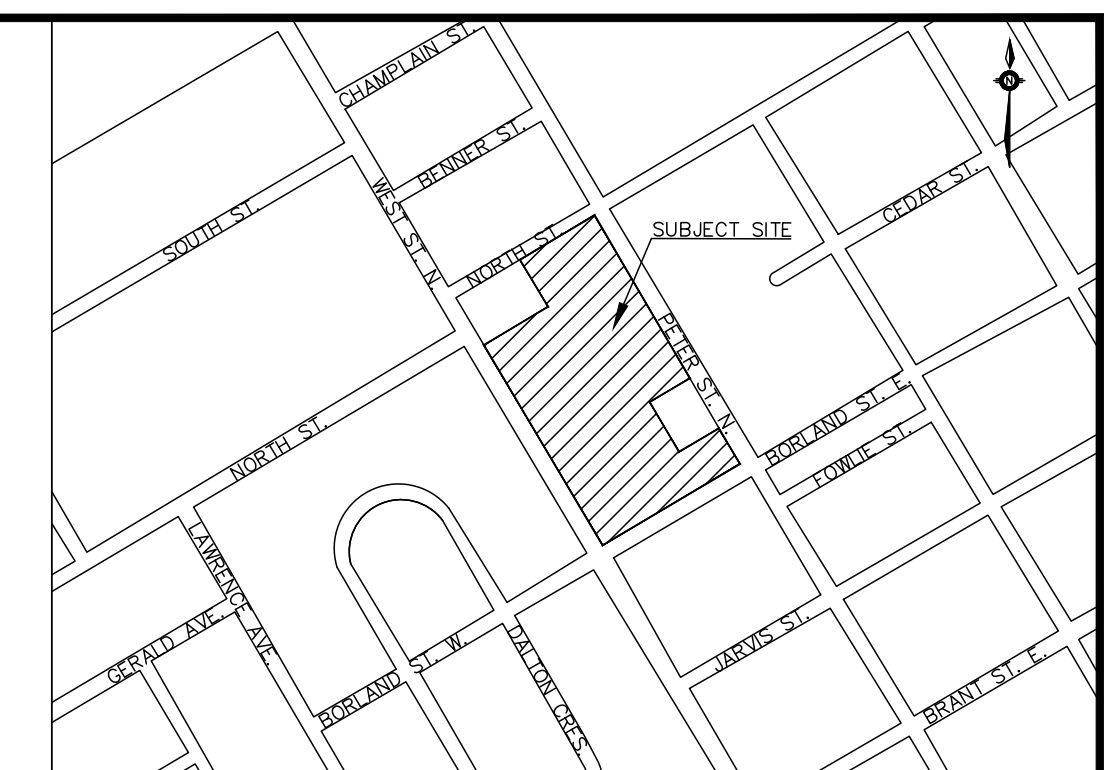 CHAMPLAIN ST.
BENNER ST.
SOUTH ST.
WEST ST. N.
NORTH ST.
N
CEDAR ST.
SUBJECT SITE
PETER ST. N.
BORLAND ST. E.
FOWLIE ST.
NORTH ST.
LAWRENCE AVE.
GERALD AVE.
BORLAND ST. W.
DALTON CRES.
JARVIS ST.
BRANT ST. E.